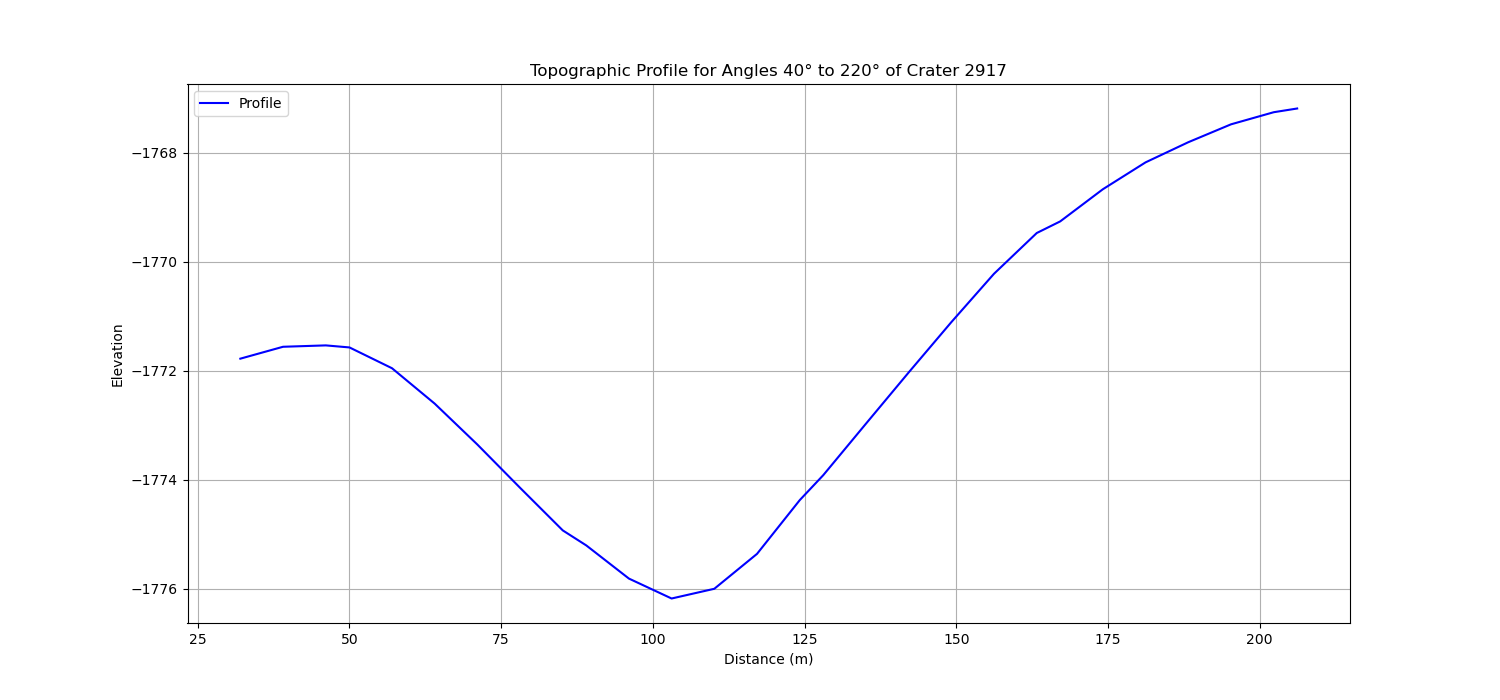 Topographic Profile for Angles 40° to 220° of Crater 2917
Profile
−1768
−1770
−1772
−1774
−1776
Elevation
25 50 75 100 125 150 175 200
Distance (m)